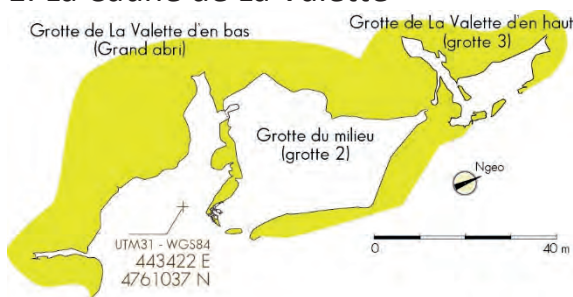 Grotte de La Valette d'en bas
(Grand abri)
Grotte de La Valette d'en haut
(grotte 3)
Grotte du milieu
(grotte 2)
Ngeo
UTM31 - WGS84
443422 E
4761037 N
0 40 m